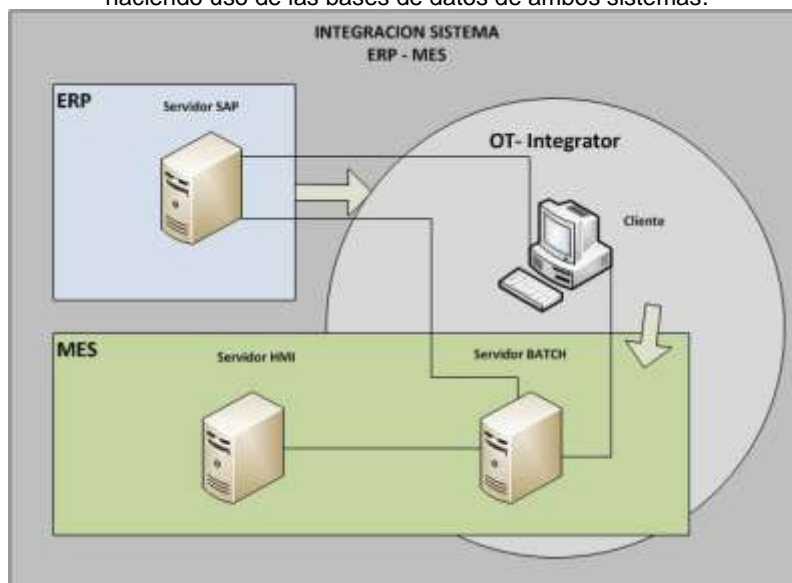 haciendo uso de las bases de datos de ambos sistemas.
INTEGRACION SISTEMA
ERP - MES
ERP
Servidor SAP
OT- Integrator
Cliente
MES
Servidor HMI
Servidor BATCH